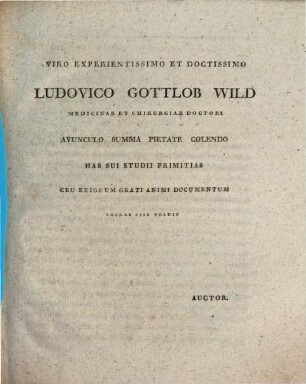 VIRO EXPERIENTISSIMO ET DOCTISSIMO
LUDOVICO GOTTLOB WILD
MEDICINAE ET CHIRURGIAE DOCTORI
AVUNCULO SUMMA PIETATE COLENDO
HAS SUI STUDII PRIMITIAS
CEU EXIGUUM GRATI ANIMI DOCUMENTUM
SACRAS ESSE VOLUIT
AUCTOR.